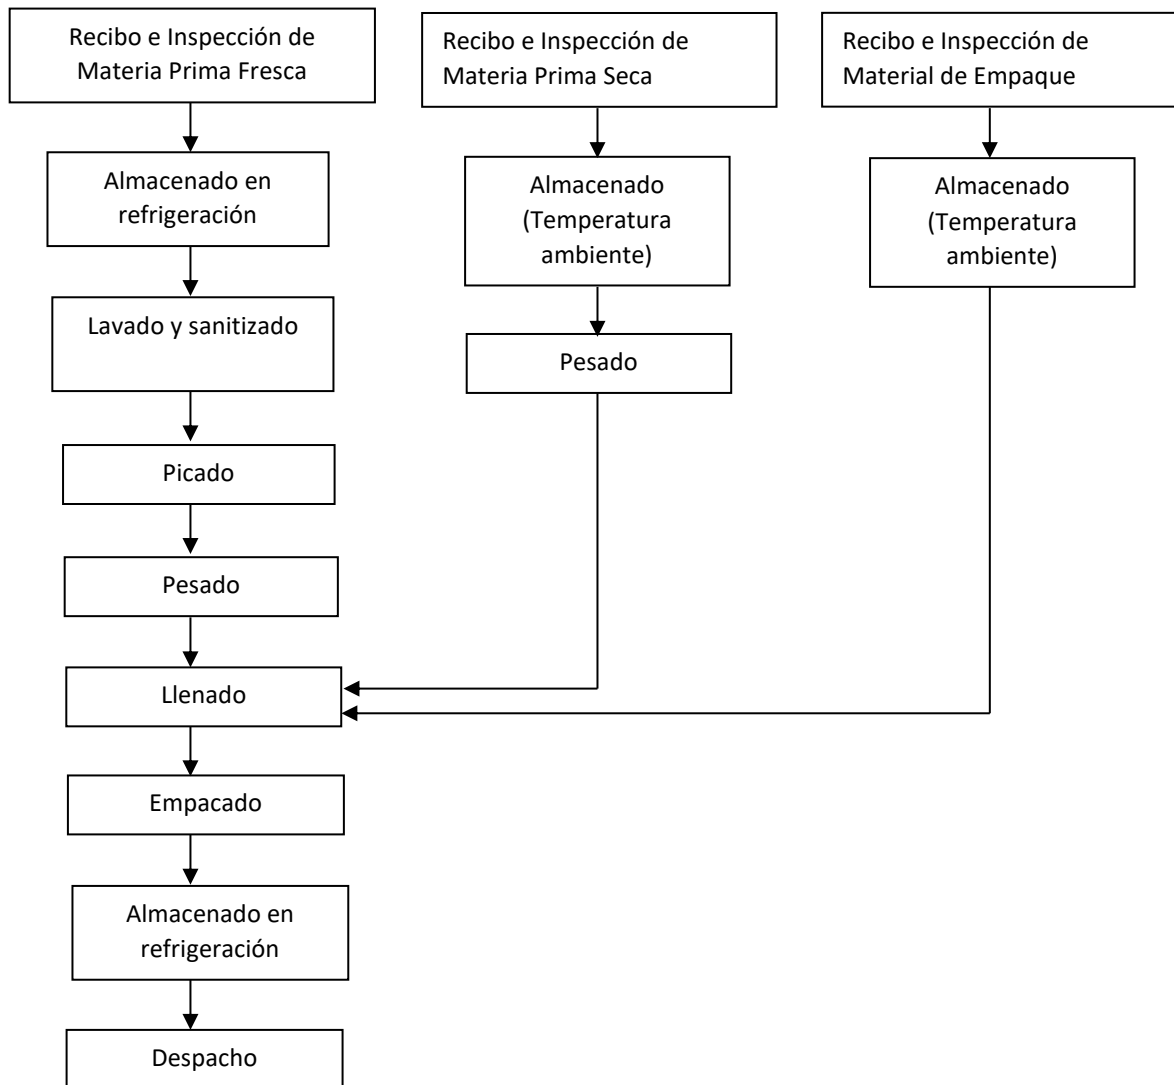 Recibo e Inspección de
Materia Prima Fresca
Recibo e Inspección de
Materia Prima Seca
Recibo e Inspección de
Material de Empaque
Almacenado en
refrigeración
Almacenado
(Temperatura
ambiente)
Almacenado
(Temperatura
ambiente)
Lavado y sanitizado
Pesado
Picado
Pesado
Llenado
Empacado
Almacenado en
refrigeración
Despacho